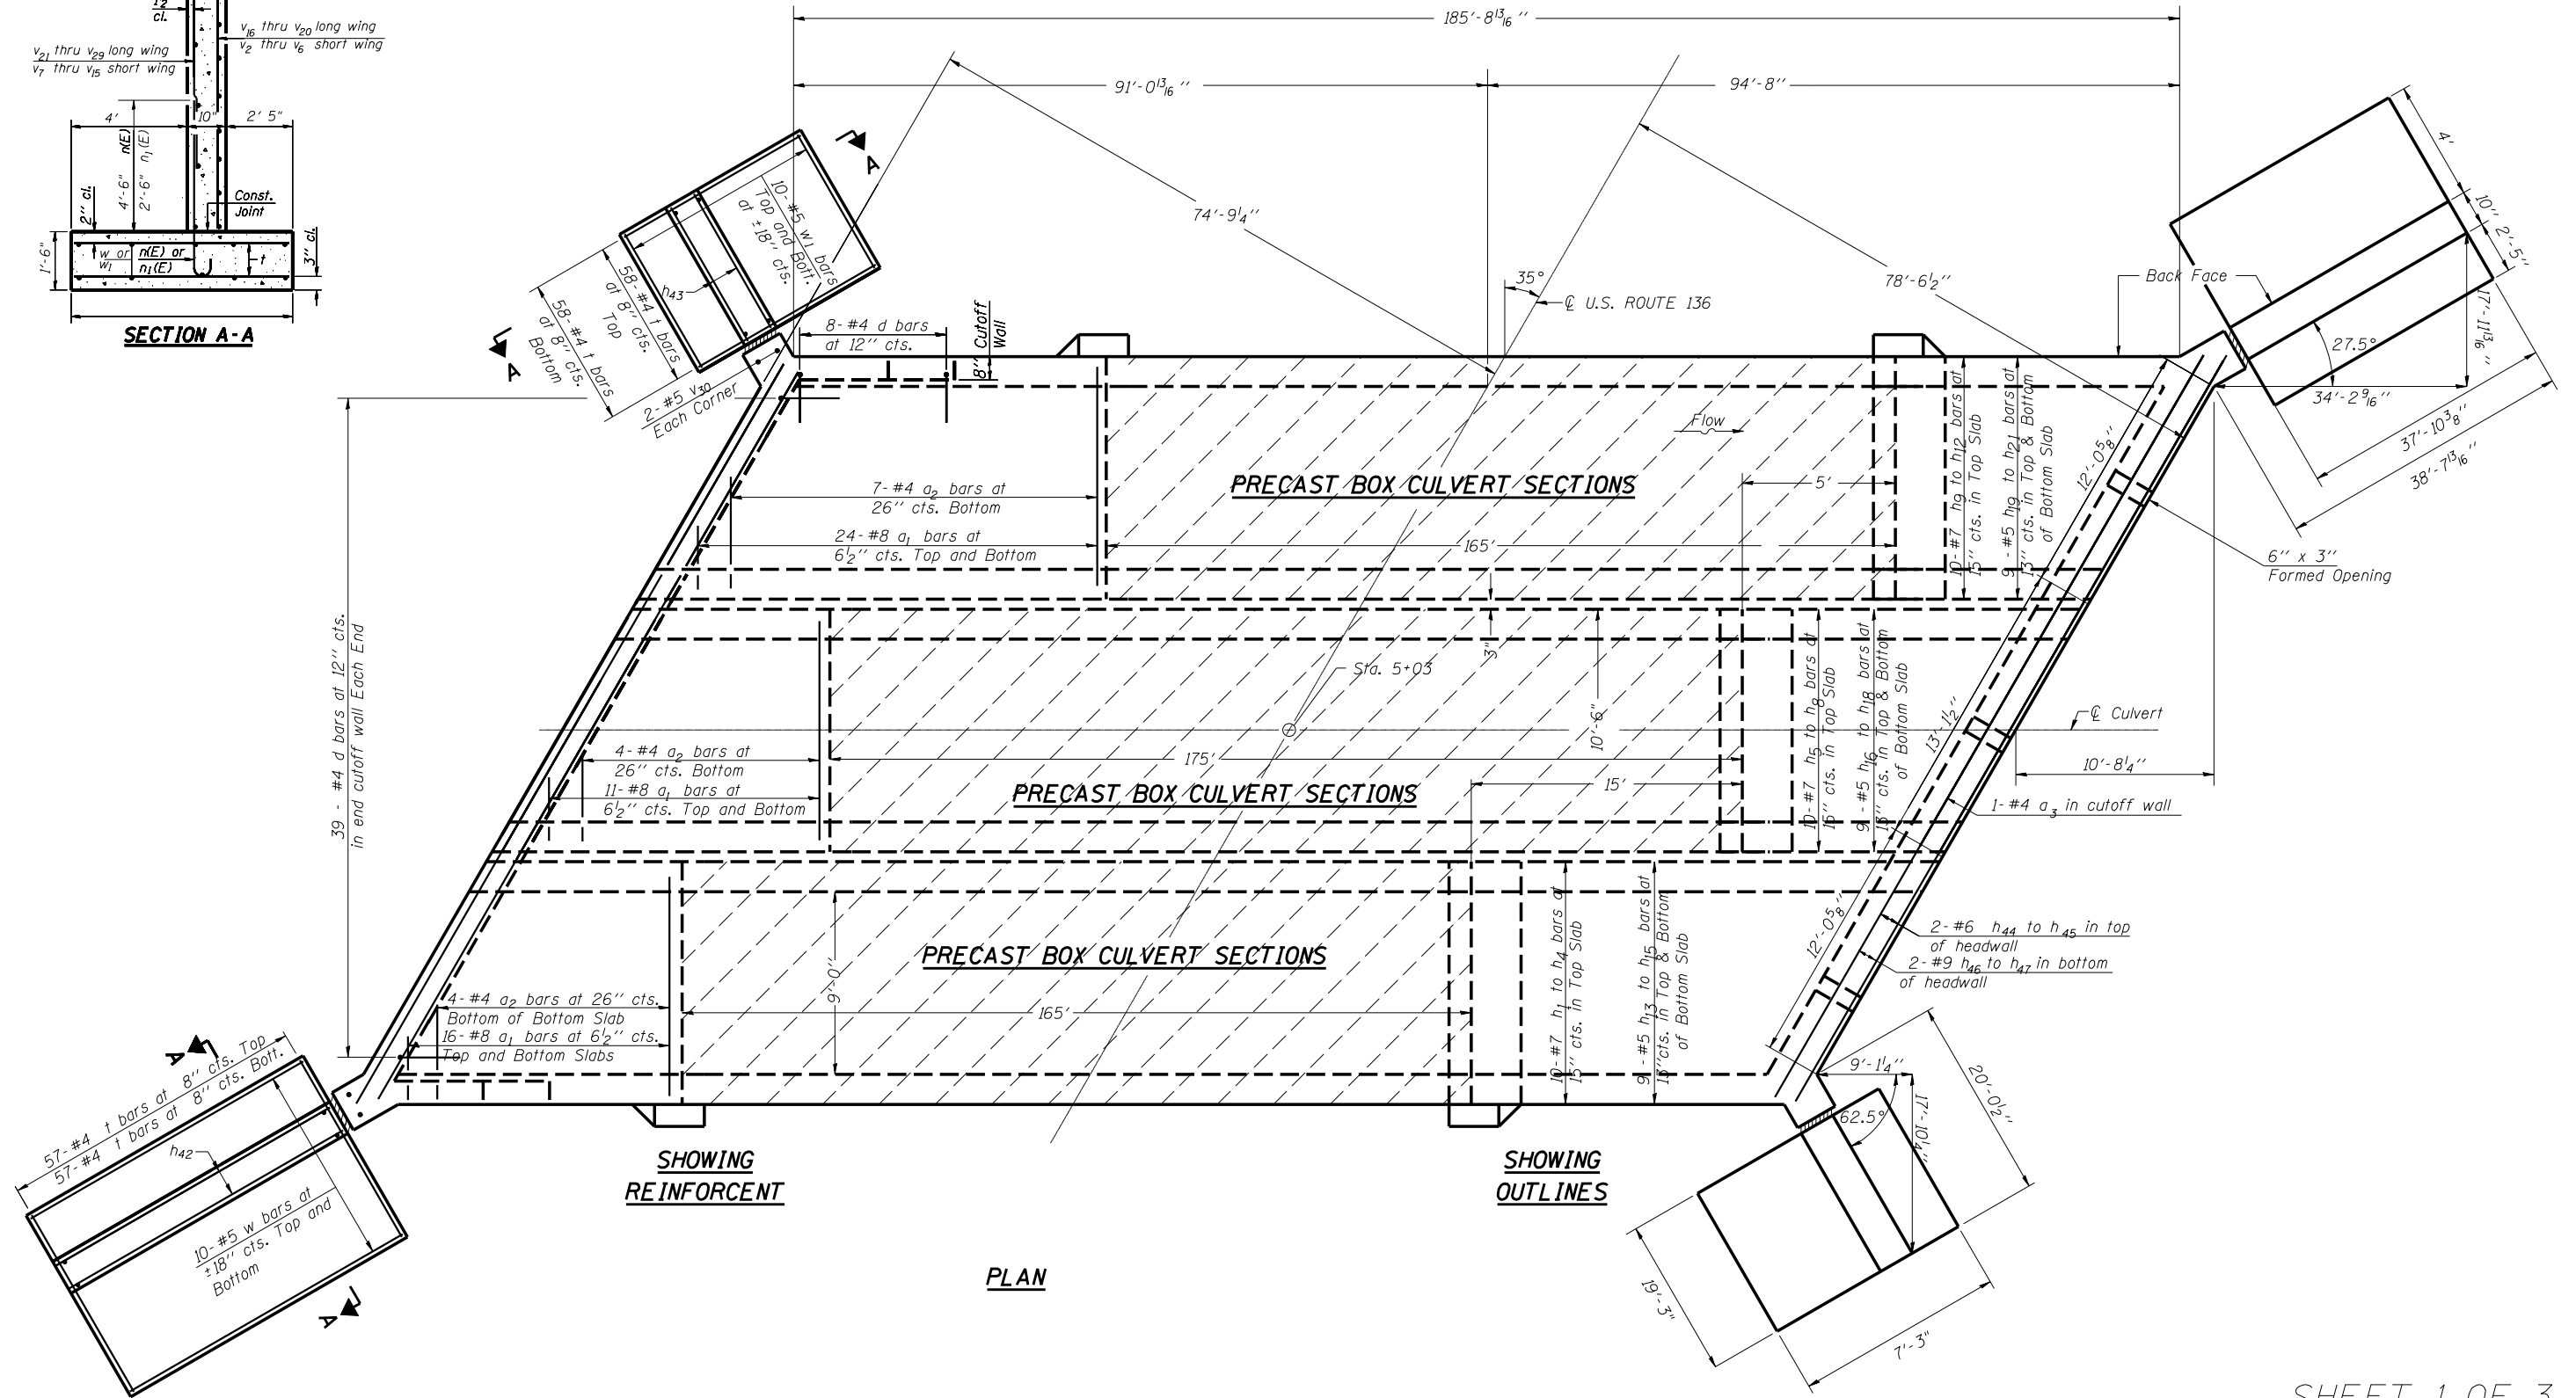 cl.
v16 thru v20 long wing
v2 thru v6 short wing
v21 thru v29 long wing
v7 thru v15 short wing
4'
10"
2' 5"
4'-6" n(E)
2'-6" n1(E)
2" cl.
Const.
Joint
1'-6"
w or
w1
n(E) or
n1(E)
t
3" cl.
SECTION A-A
185'-8 13/16"
91'-0 13/16"
94'-8"
74'-9 1/4"
78'-6 1/2"
35°
℄ U.S. ROUTE 136
Back Face
4'
10"
2'-5"
17'-11 13/16"
27.5°
34'-2 9/16"
37'-10 3/8"
38'-7 13/16"
A
A
10-#5 w1 bars
Top and Bott.
at ±18" cts.
h43
58-#4 t bars
at 8" cts.
Top
58-#4 t bars
at 8" cts.
Bottom
2-#5 v30
Each Corner
8-#4 d bars
at 12" cts.
8" Cutoff
Wall
Flow
PRECAST BOX CULVERT SECTIONS
5'
165'
7-#4 a2 bars at
26" cts. Bottom
24-#8 a1 bars at
6 1/2" cts. Top and Bottom
10-#7 h9 to h12 bars at
15" cts. in Top Slab
9-#5 h19 to h21 bars at
13" cts. in Top & Bottom
of Bottom Slab
12'-0 5/8"
6" x 3"
Formed Opening
39 - #4 d bars at 12" cts.
in end cutoff wall Each End
3"
Sta. 5+03
10'-6"
10-#7 h5 to h8 bars at
15" cts. in Top Slab
9-#5 h16 to h18 bars at
13" cts. in Top & Bottom
of Bottom Slab
13'-1 1/2"
℄ Culvert
10'-8 1/4"
4-#4 a2 bars at
26" cts. Bottom
11-#8 a1 bars at
6 1/2" cts. Top and Bottom
175'
PRECAST BOX CULVERT SECTIONS
15'
1-#4 a3 in cutoff wall
PRECAST BOX CULVERT SECTIONS
9'-0"
165'
10-#7 h1 to h4 bars at
15" cts. in Top Slab
9-#5 h13 to h15 bars at
13" cts. in Top & Bottom
of Bottom Slab
12'-0 5/8"
2-#6 h44 to h45 in top
of headwall
2-#9 h46 to h47 in bottom
of headwall
4-#4 a2 bars at 26" cts.
Bottom of Bottom Slab
16-#8 a1 bars at 6 1/2" cts.
Top and Bottom Slabs
A
57-#4 t bars at 8" cts. Top
57-#4 t bars at 8" cts. Bott.
h42
10-#5 w bars at
±18" cts. Top and
Bottom
A
9'-1 1/4"
62.5°
17'-10 1/4"
20'-0 1/2"
19'-3"
7'-3"
SHOWING
REINFORCENT
SHOWING
OUTLINES
PLAN
SHEET 1 OF 3